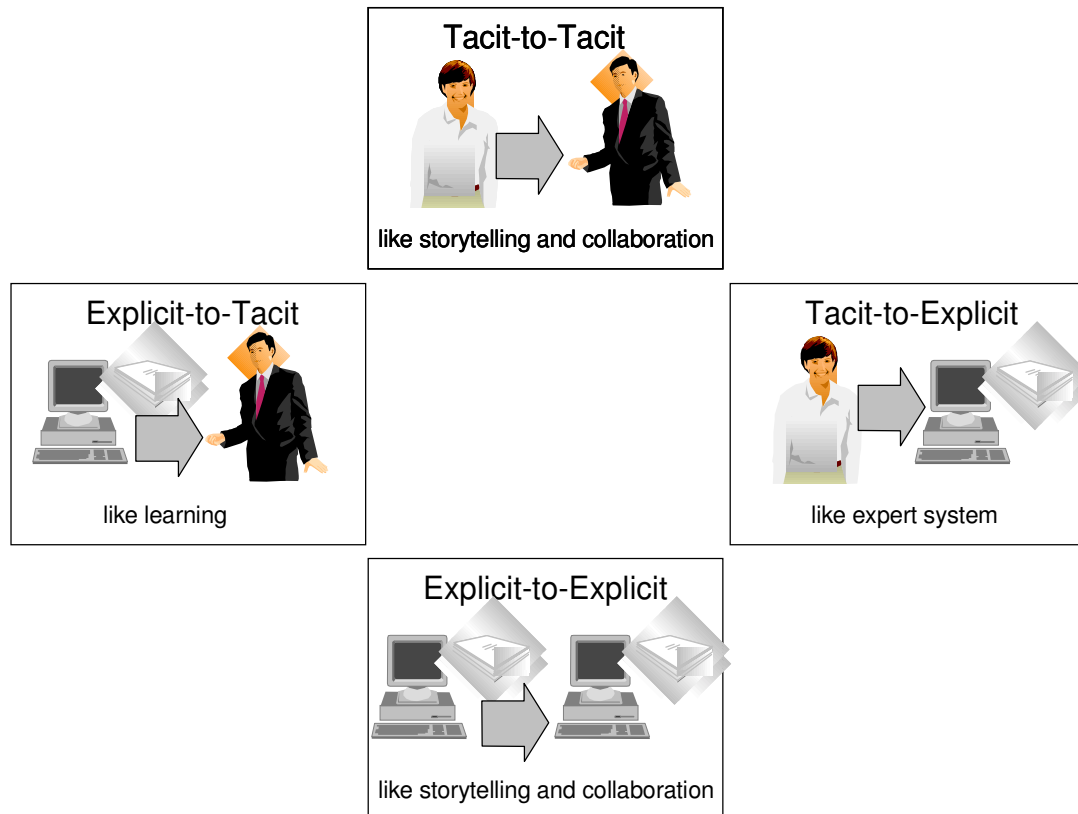 Tacit-to-Tacit
like storytelling and collaboration
Explicit-to-Tacit
like learning
Tacit-to-Explicit
like expert system
Explicit-to-Explicit
like storytelling and collaboration